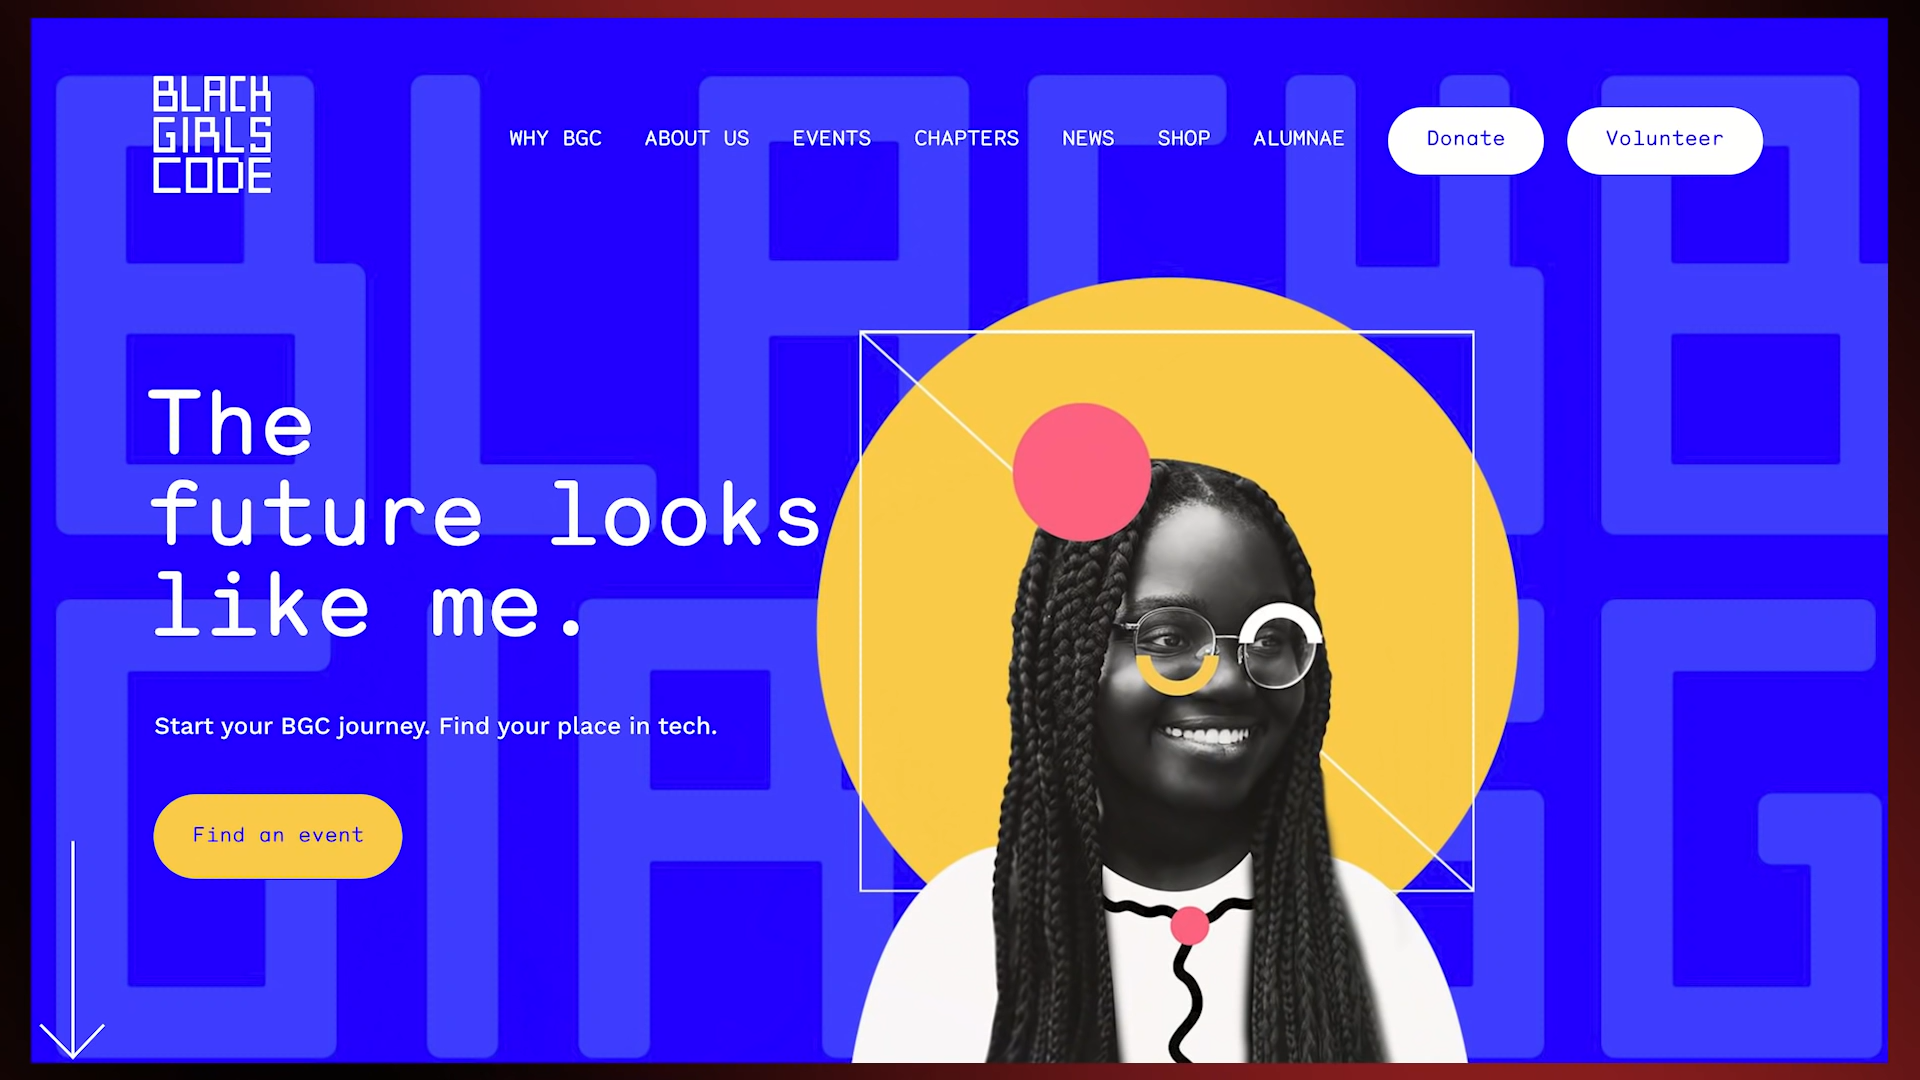 BLACK
GIRLS
CODE
WHY BGC ABOUT US EVENTS CHAPTERS NEWS SHOP ALUMNAE Donate Volunteer
The
future looks
like me.
Start your BGC journey. Find your place in tech.
Find an event